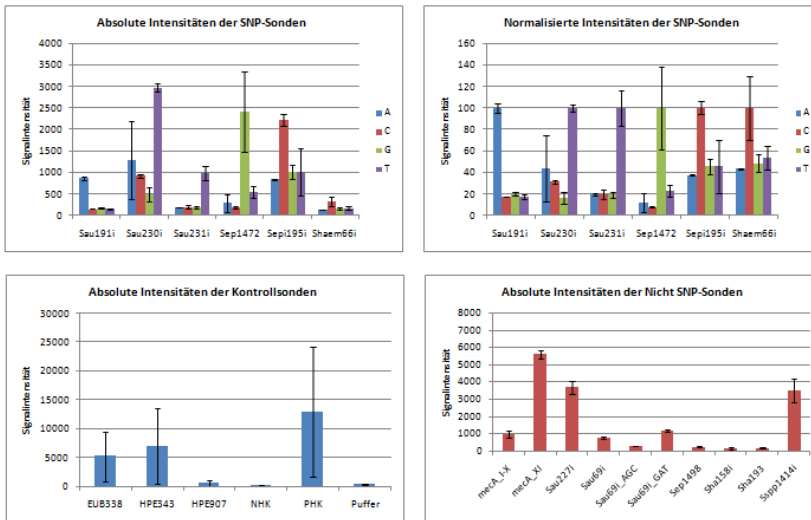 Absolute Intensitäten der SNP-Sonden
Signalintensität
4000
3500
3000
2500
2000
1500
1000
500
0
Sau191i Sau230i Sau231i Sep1472 Sepi195i Shaem66i
A
C
G
T
Normalisierte Intensitäten der SNP-Sonden
Signalintensität
160
140
120
100
80
60
40
20
0
Sau191i Sau230i Sau231i Sep1472 Sepi195i Shaem66i
A
C
G
T
Absolute Intensitäten der Kontrollsonden
Signalintensität
30000
25000
20000
15000
10000
5000
0
EUB338 HPE343 HPE907 NHK PHK Puffer
Absolute Intensitäten der Nicht SNP-Sonden
Signalintensität
8000
7000
6000
5000
4000
3000
2000
1000
0
mecA_I-X mecA_XI Sau227i Sau69i Sau69i_AGC Sau69i_GAT Sep1498 Sha158i Sha193 Sspp1414i